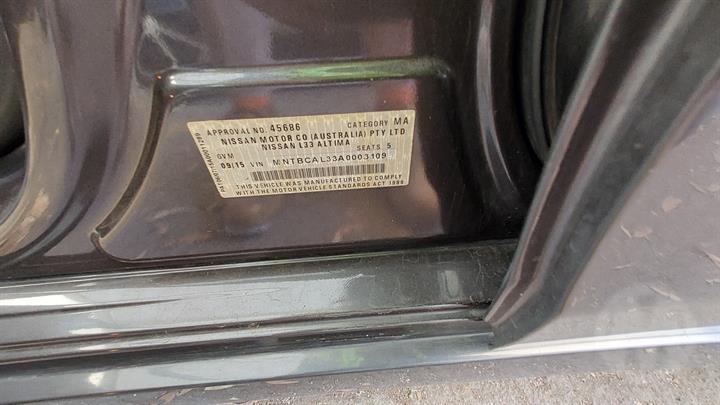 APPROVAL NO. 45686 CATEGORY MA
NISSAN MOTOR CO (AUSTRALIA) PTY LTD
NISSAN L33 ALTIMA
GVM SEATS 5
09/15 VIN MNTBCAL33A0003109
THIS VEHICLE WAS MANUFACTURED TO COMPLY
WITH THE MOTOR VEHICLE STANDARDS ACT 1989